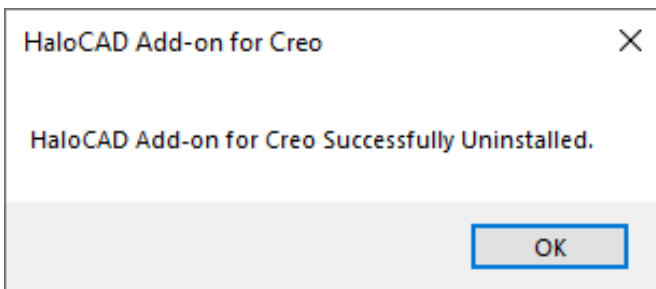 HaloCAD Add-on for Creo
HaloCAD Add-on for Creo Successfully Uninstalled.
OK